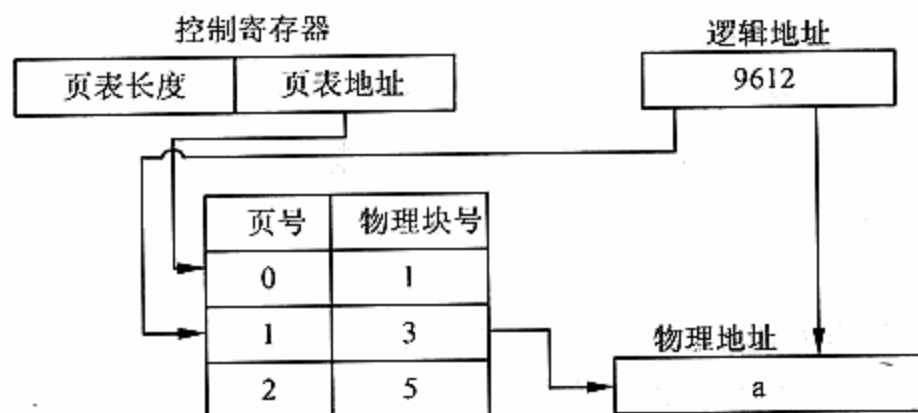 控制寄存器
逻辑地址
页表长度 页表地址
9612
页号 物理块号
0 1
1 3
物理地址
2 5
a